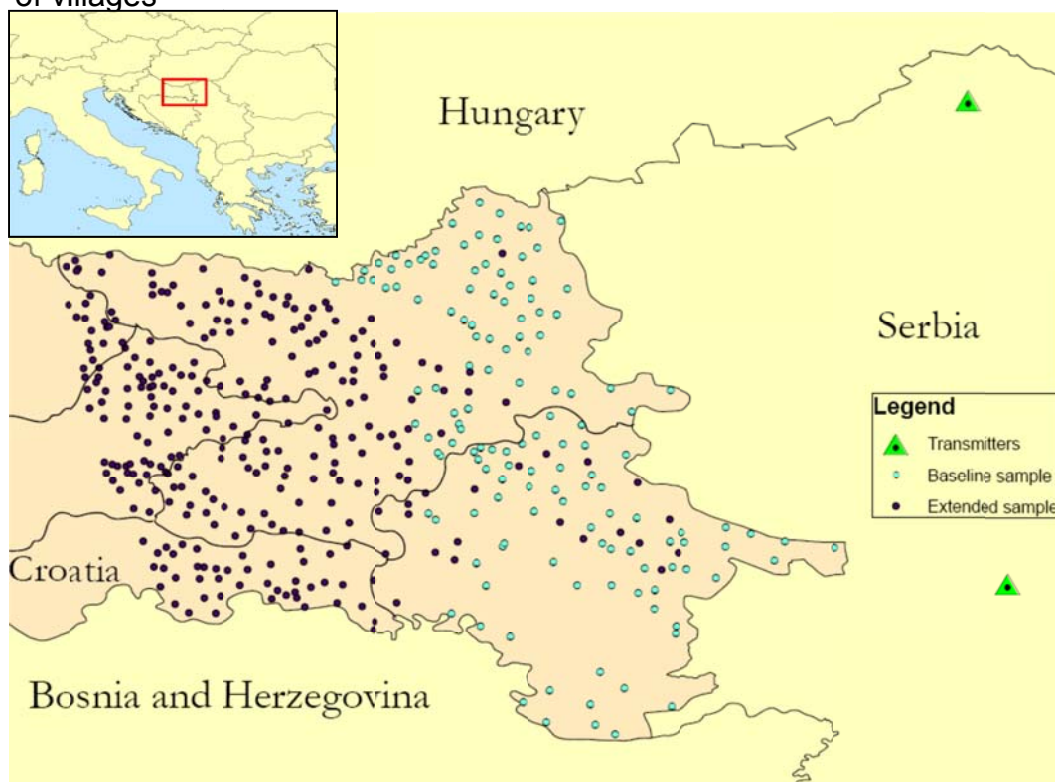 of villages
Hungary
Serbia
Legend
Transmitters
Baseline sample
Extended sample
Croatia
Bosnia and Herzegovina